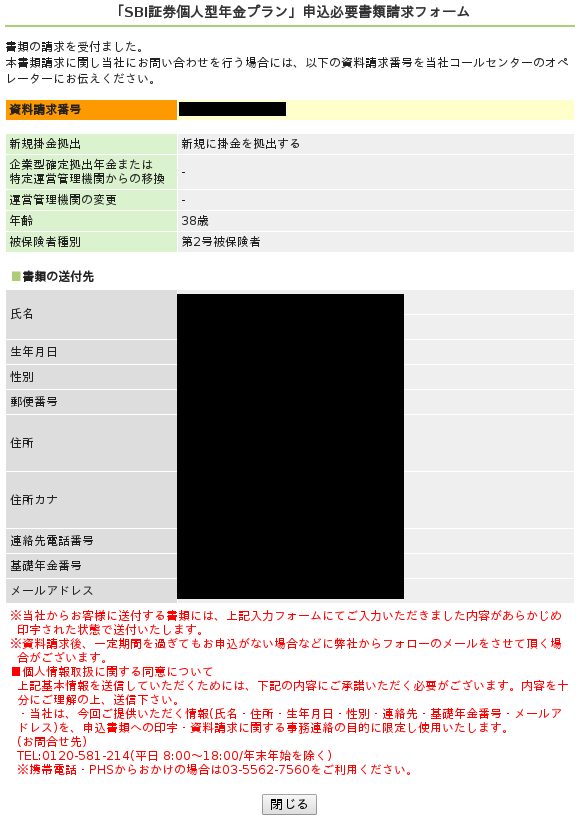 「SBI証券個人型年金プラン」申込必要書類請求フォーム
書類の請求を受付ました。
本書類請求に関し当社にお問い合わせを行う場合には、以下の資料請求番号を当社コールセンターのオペ
レーターにお伝えください。
資料請求番号
新規掛金拠出 新規に掛金を拠出する
企業型確定拠出年金または
特定運営管理機関からの移換 -
運営管理機関の変更 -
年齢 38歳
被保険者種別 第2号被保険者
■書類の送付先
氏名
生年月日
性別
郵便番号
住所
住所カナ
連絡先電話番号
基礎年金番号
メールアドレス
※当社からお客様に送付する書類には、上記入力フォームにてご入力いただきました内容があらかじめ
印字された状態で送付いたします。
※資料請求後、一定期間を過ぎてもお申込がない場合などに弊社からフォローのメールをさせて頂く場
合がございます。
■個人情報取扱に関する同意について
上記基本情報を送信していただくためには、下記の内容にご承諾いただく必要がございます。内容を十
分にご理解の上、送信下さい。
・当社は、今回ご提供いただく情報(氏名・住所・生年月日・性別・連絡先・基礎年金番号・メールア
ドレス)を、申込書類への印字・資料請求に関する事務連絡の目的に限定し使用いたします。
(お問合せ先)
TEL:0120-581-214(平日 8:00～18:00/年末年始を除く)
※携帯電話・PHSからおかけの場合は03-5562-7560をご利用ください。
閉じる